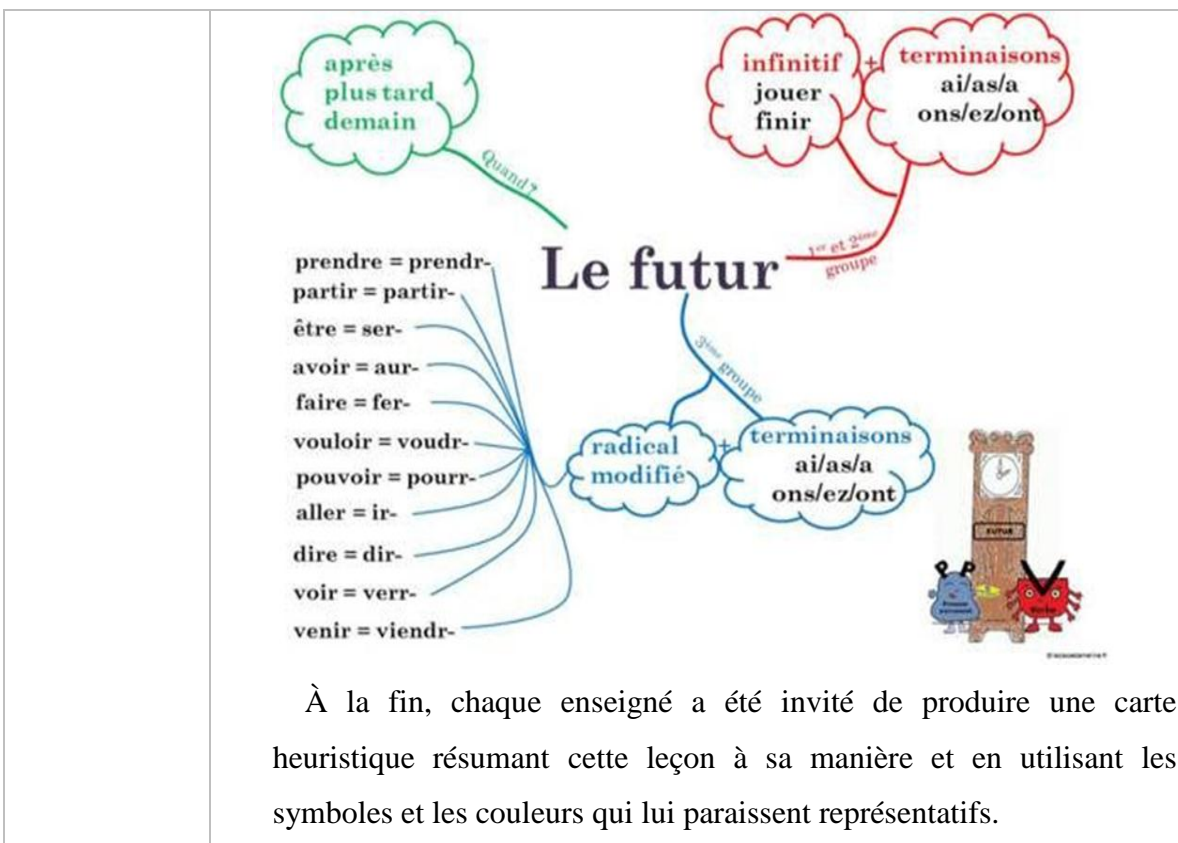 après
plus tard
demain
Quand?
infinitif
jouer
finir
+
terminaisons
ai/as/a
ons/ez/ont
1er et 2ème
groupe
Le futur
prendre = prendr-
partir = partir-
être = ser-
avoir = aur-
faire = fer-
vouloir = voudr-
pouvoir = pourr-
aller = ir-
dire = dir-
voir = verr-
venir = viendr-
3ème groupe
radical
modifié
+
terminaisons
ai/as/a
ons/ez/ont
FUTUR
P P
V
Verbe
À la fin, chaque enseigné a été invité de produire une carte
heuristique résumant cette leçon à sa manière et en utilisant les
symboles et les couleurs qui lui paraissent représentatifs.